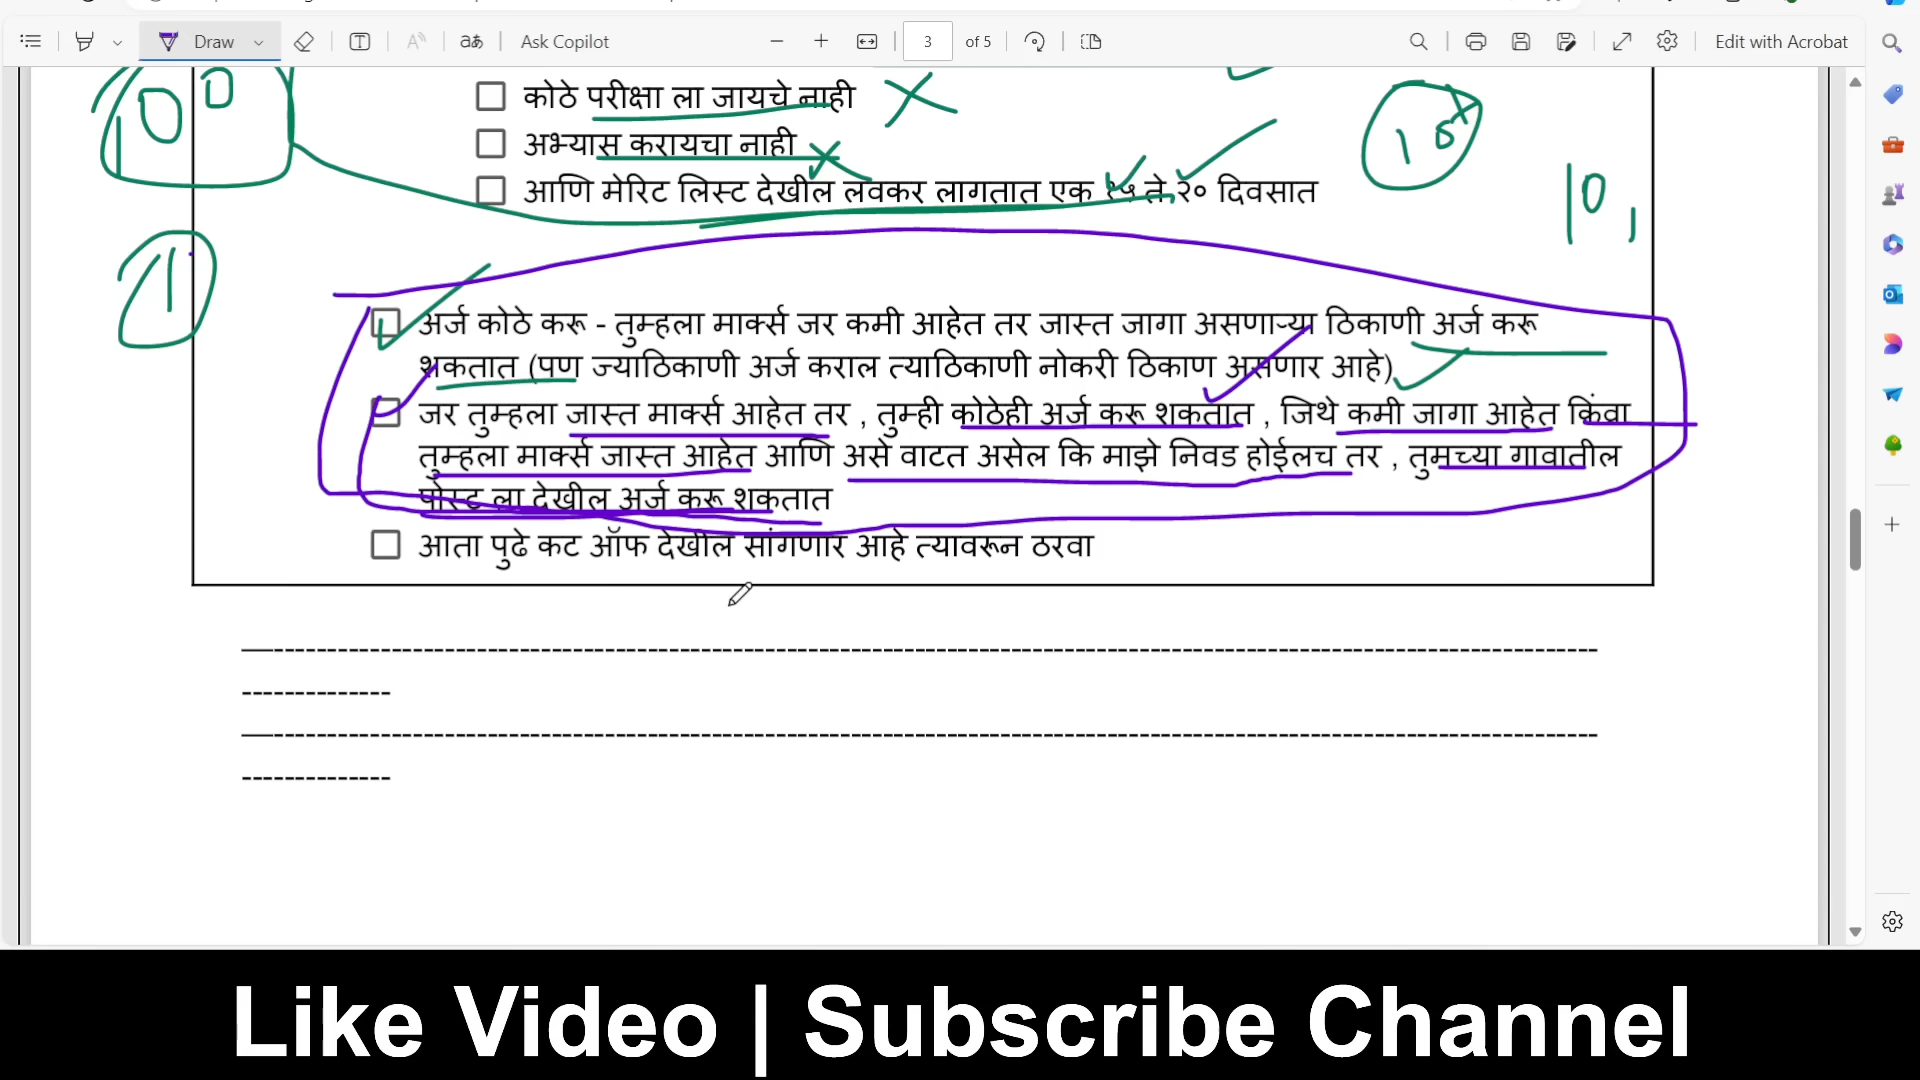 Draw
Ask Copilot
3 of 5
Edit with Acrobat
100
कोठे परीक्षा ला जायचे नाही
अभ्यास करायचा नाही
आणि मेरिट लिस्ट देखील लवकर लागतात एक १५ ते २० दिवसात
10,
1
अर्ज कोठे करू - तुम्हला मार्क्स जर कमी आहेत तर जास्त जागा असणाऱ्या ठिकाणी अर्ज करू
शकतात (पण ज्याठिकाणी अर्ज कराल त्याठिकाणी नोकरी ठिकाण असणार आहे)
जर तुम्हला जास्त मार्क्स आहेत तर , तुम्ही कोठेही अर्ज करू शकतात , जिथे कमी जागा आहेत किंवा
तुम्हला मार्क्स जास्त आहेत आणि असे वाटत असेल कि माझे निवड होईलच तर , तुमच्या गावातील
पोस्ट ला देखील अर्ज करू शकतात
आता पुढे कट ऑफ देखील सांगणार आहे त्यावरून ठरवा
Like Video | Subscribe Channel